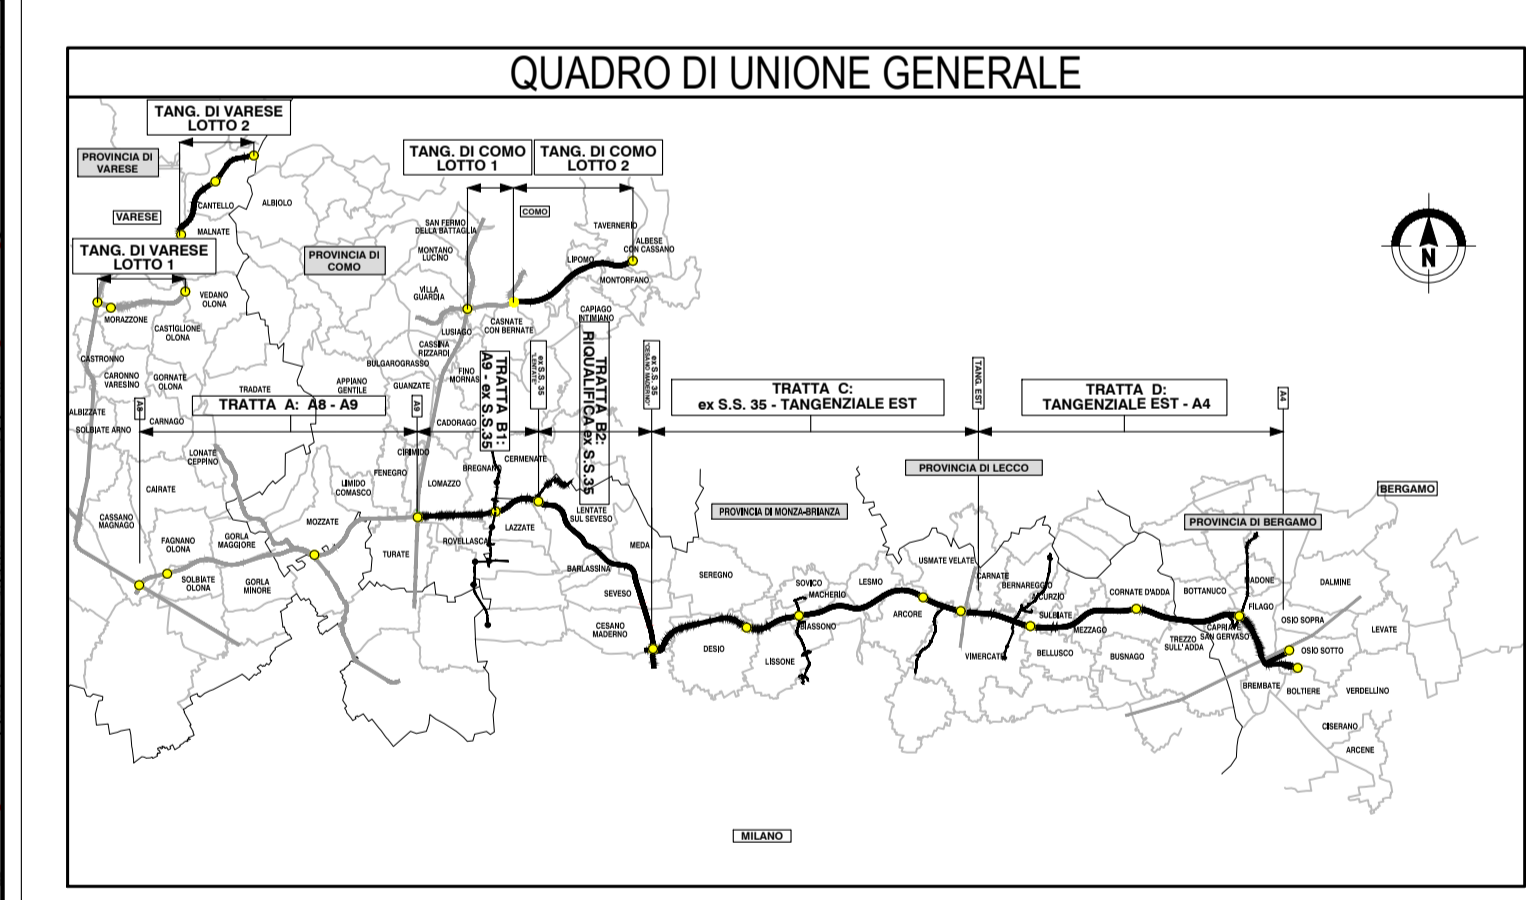 QUADRO DI UNIONE GENERALE
TANG. DI VARESE
LOTTO 2
PROVINCIA DI
VARESE
TANG. DI COMO
LOTTO 1
TANG. DI COMO
LOTTO 2
CANTELLO
ALBIOLO
VARESE
MALNATE
COMO
SAN FERMO
DELLA BATTAGLIA
TAVERNERIO
ALBESE
CON CASSANO
TANG. DI VARESE
LOTTO 1
PROVINCIA DI
COMO
MONTANO
LUCINO
LIPOMO
MONTORFANO
N
VEDANO
OLONA
VILLA
GUARDIA
MORAZZONE
CASTIGLIONE
OLONA
LUSIAGO
CASNATE
CON BERNATE
CAPIAGO
INTIMIANO
CASTRONNO
CASSINA
RIZZARDI
BULGAROGRASSO
CARONNO
VARESINO
GORNATE
OLONA
TRADATE
APPIANO
GENTILE
GUANZATE
FINO
MORNAS
TRATTA B1:
A9 - ex S.S.35
ex S.S. 35
"LENTATE"
TRATTA B2:
RIQUALIFICA ex S.S.35
ex S.S. 35
"CESANO MADERNO"
TRATTA C:
ex S.S. 35 - TANGENZIALE EST
TANG. EST
TRATTA D:
TANGENZIALE EST - A4
A4
ALBIZZATE
A8
TRATTA A: A8 - A9
A9
SOLBIATE ARNO
CARNAGO
CADORAGO
LONATE
CEPPINO
CIRIMIDO
FENEGRO
BREGNANO
CERMENATE
CAIRATE
LIMIDO
COMASCO
LOMAZZO
PROVINCIA DI LECCO
BERGAMO
CASSANO
MAGNAGO
MOZZATE
LAZZATE
LENTATE
SUL SEVESO
PROVINCIA DI MONZA-BRIANZA
PROVINCIA DI BERGAMO
FAGNANO
OLONA
GORLA
MAGGIORE
TURATE
ROVELLASCA
MEDA
SOLBIATE
OLONA
GORLA
MINORE
BARLASSINA
SEVESO
SEREGNO
SOVICO
MACHERIO
LESMO
USMATE VELATE
CARNATE
BERNAREGGIO
CORNATE D'ADDA
BOTTANUCO
MADONE
DALMINE
CESANO
MADERNO
BIASSONO
ARCORE
SULBIATE
MEZZAGO
FILAGO
OSIO SOPRA
LEVATE
DESIO
LISSONE
VIMERCATE
BELLUSCO
BUSNAGO
TREZZO
SULL'ADDA
CAPRIATE
SAN GERVASO
OSIO SOTTO
BREMBATE
BOLTIERE
VERDELLINO
CISERANO
ARCENE
MILANO